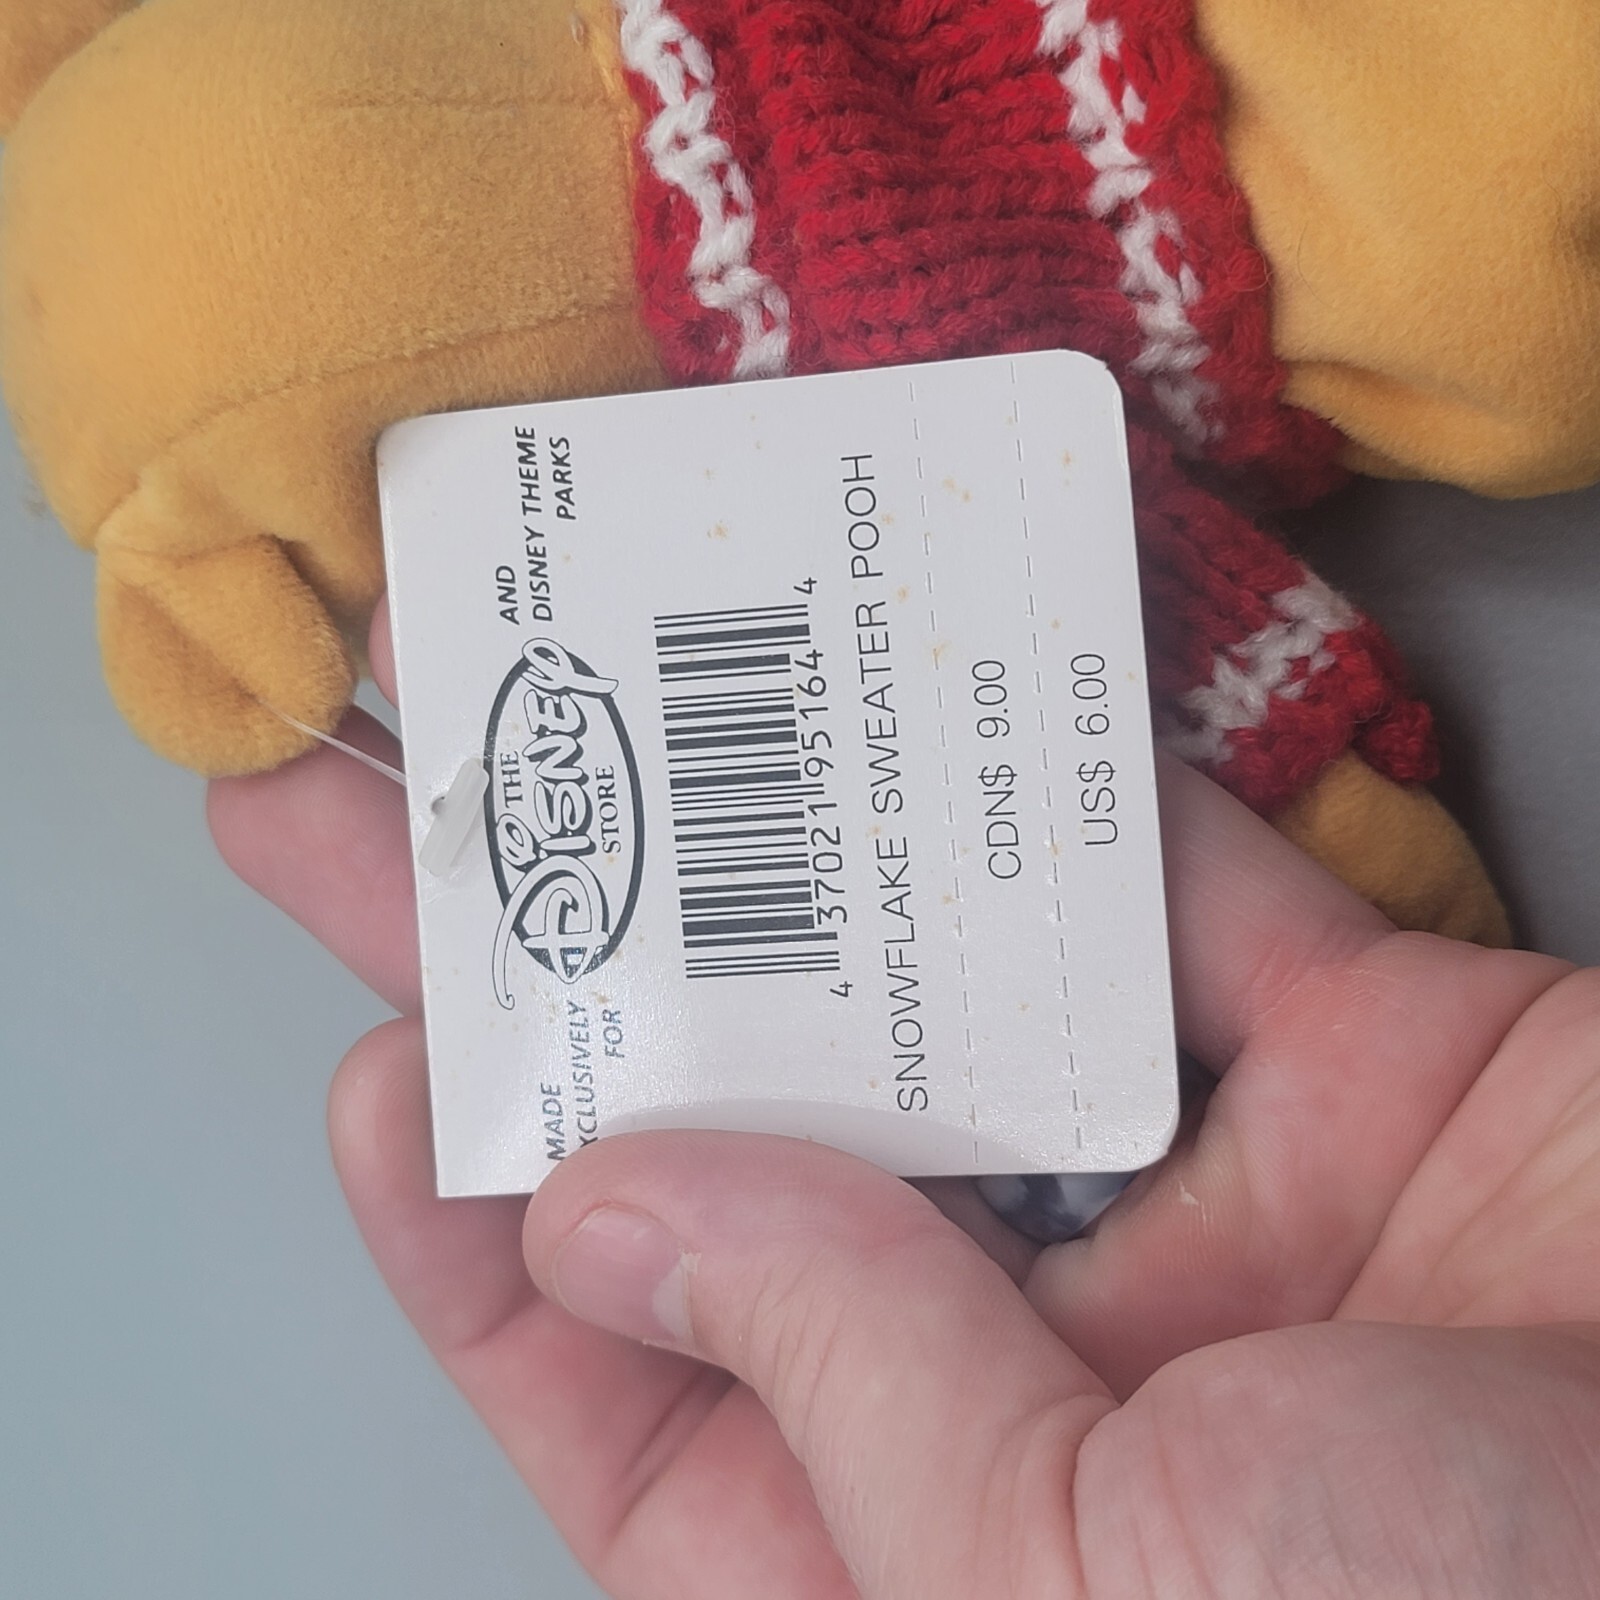 MADE
EXCLUSIVELY
FOR
THE
DISNEY
STORE
AND
DISNEY THEME
PARKS
4 37021 95164 4
SNOWFLAKE SWEATER POOH
CDN$ 9.00
US$ 6.00